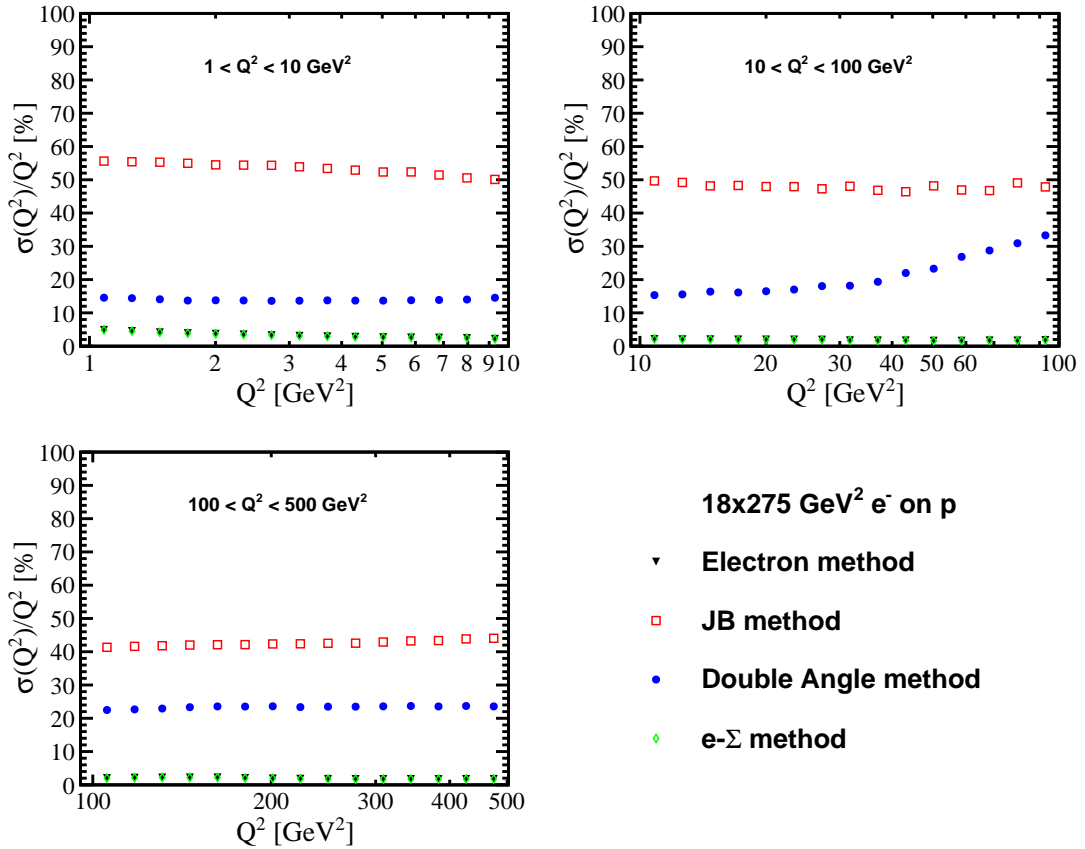 1 < Q² < 10 GeV²
σ(Q²)/Q² [%]
100
90
80
70
60
50
40
30
20
10
0
1 2 3 4 5 6 7 8 9 10
Q² [GeV²]
10 < Q² < 100 GeV²
σ(Q²)/Q² [%]
100
90
80
70
60
50
40
30
20
10
0
10 20 30 40 50 60 100
Q² [GeV²]
100 < Q² < 500 GeV²
σ(Q²)/Q² [%]
100
90
80
70
60
50
40
30
20
10
0
100 200 300 400 500
Q² [GeV²]
18x275 GeV² e⁻ on p
Electron method
JB method
Double Angle method
e-Σ method